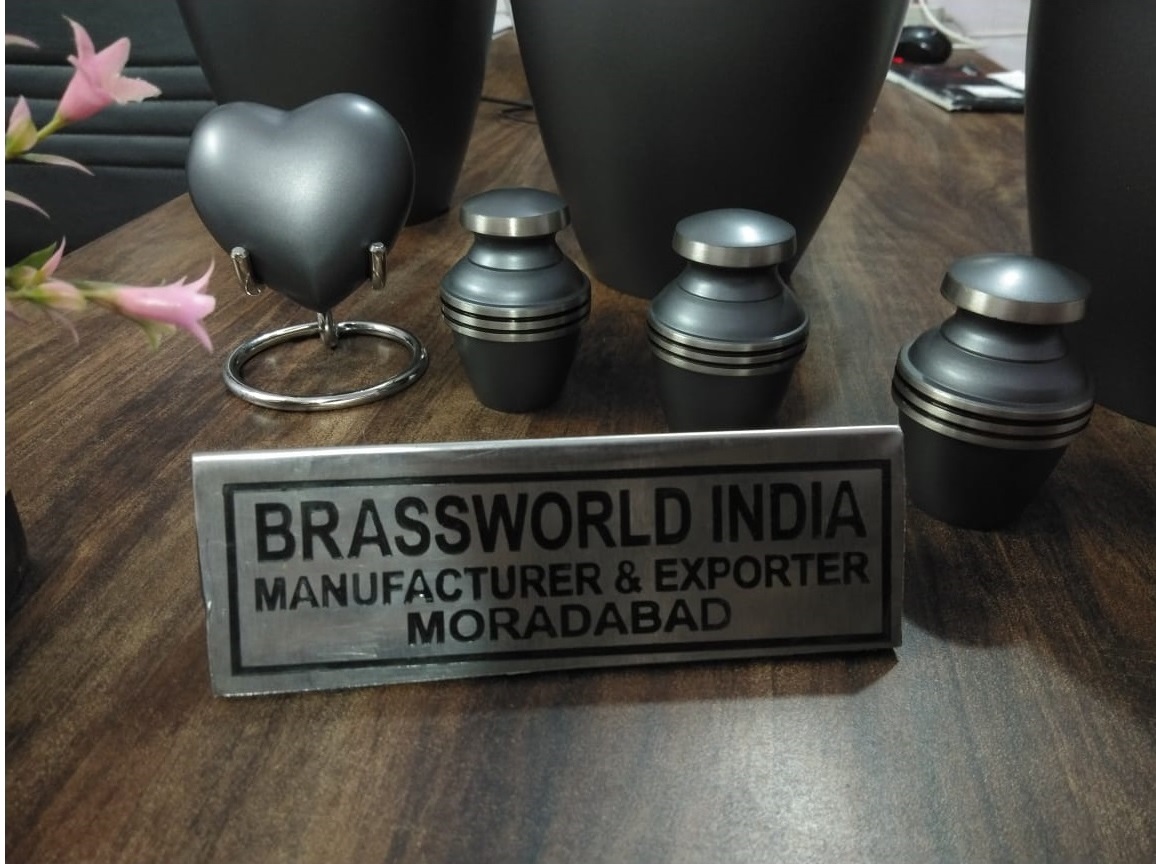 BRASSWORLD INDIA
MANUFACTURER & EXPORTER
MORADABAD